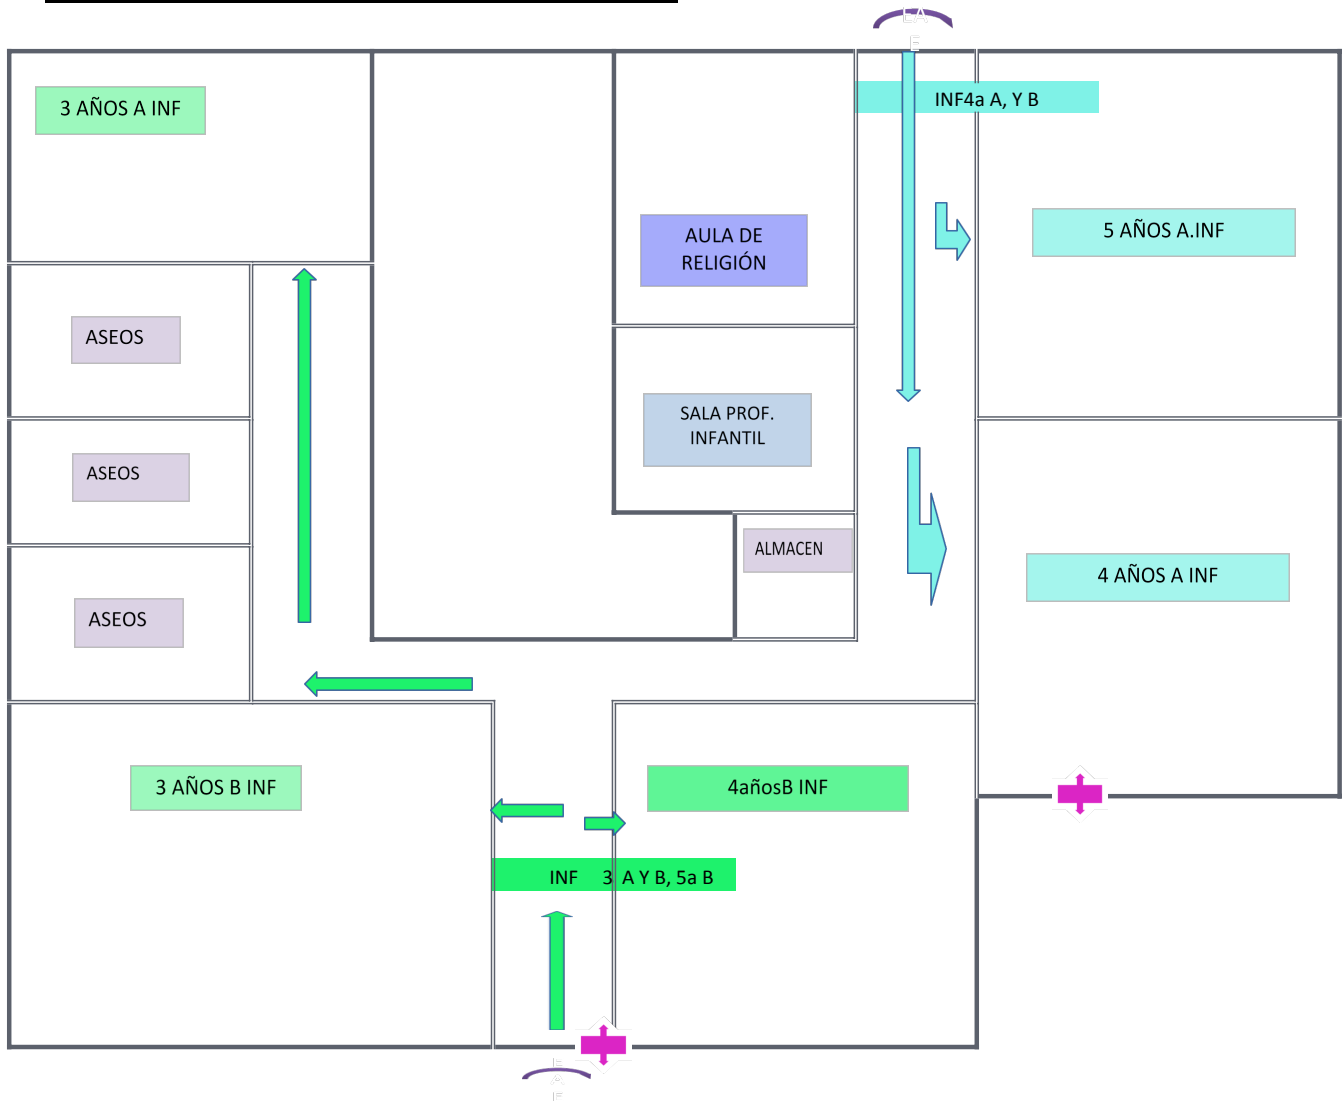 INF4a A, Y B
3 AÑOS A INF
AULA DE
RELIGIÓN
5 AÑOS A.INF
ASEOS
SALA PROF.
INFANTIL
ASEOS
ALMACEN
4 AÑOS A INF
ASEOS
3 AÑOS B INF
4añosB INF
INF 3 A Y B, 5a B